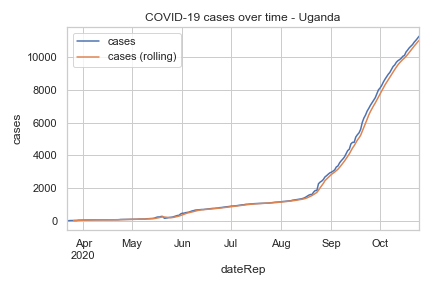 COVID-19 cases over time - Uganda
cases
cases (rolling)
10000
8000
6000
4000
2000
0
cases
Apr
2020
May
Jun
Jul
Aug
Sep
Oct
dateRep